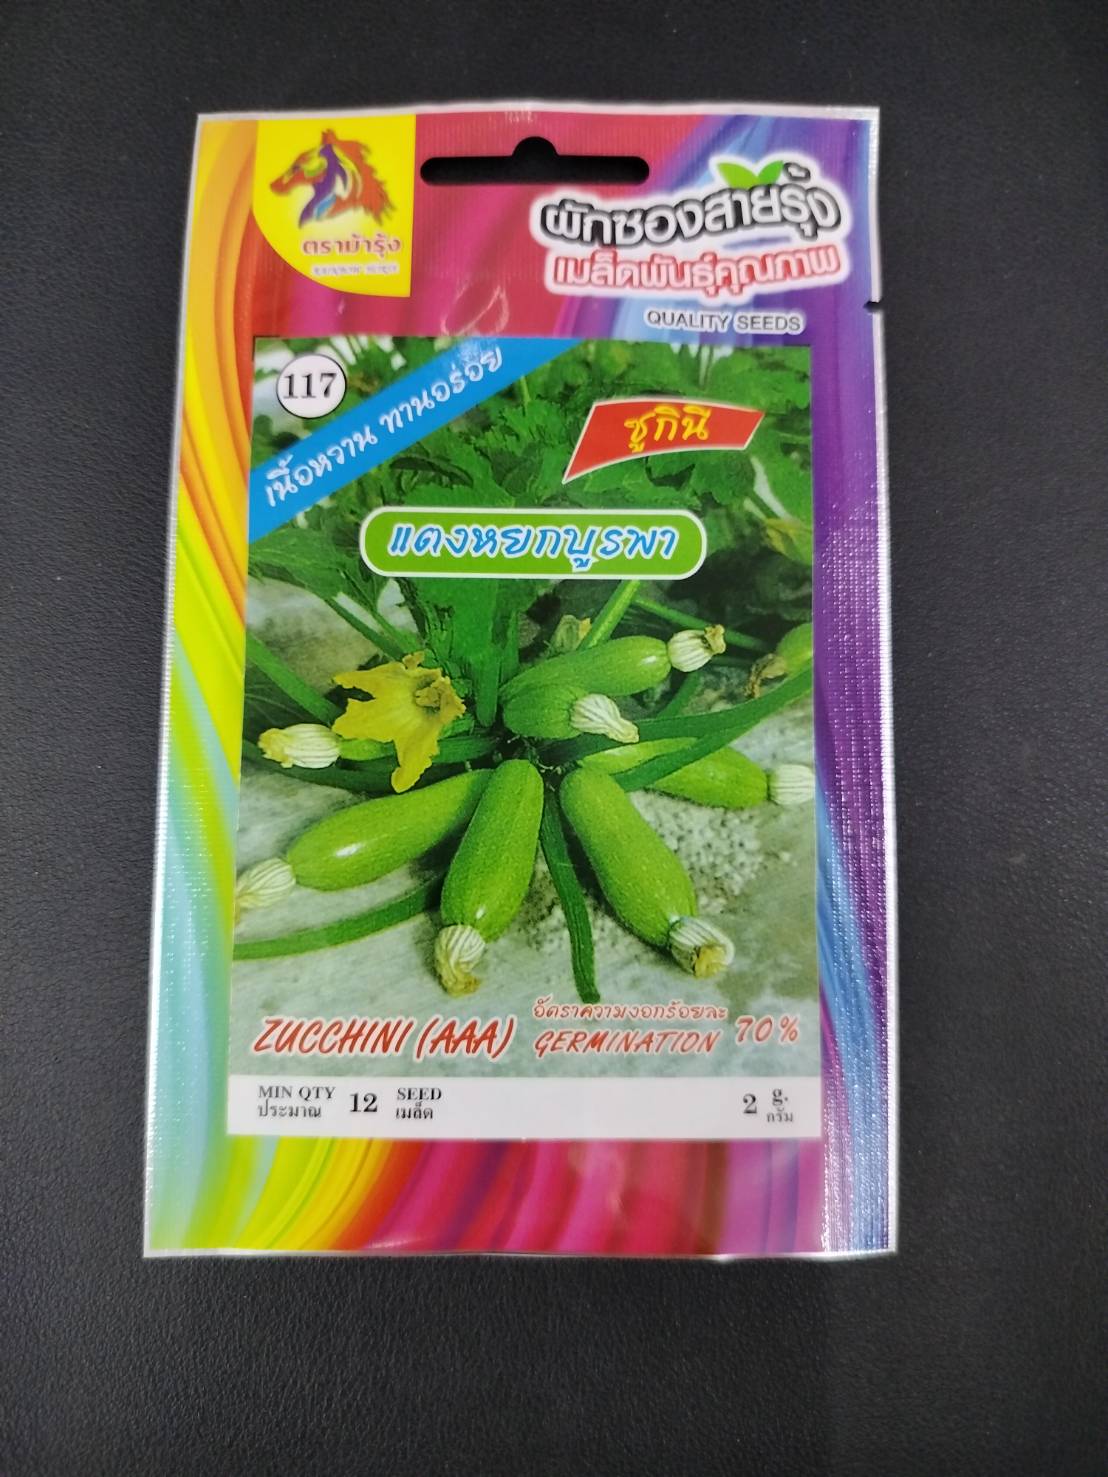 ตราม้ารุ้ง
ผักซองสายรุ้ง
เมล็ดพันธุ์คุณภาพ
QUALITY SEEDS
117
เนื้อหวาน ทานอร่อย
ซูกินี
แตงหยกบูรพา
ZUCCHINI (AAA)
อัตราความงอกร้อยละ
GERMINATION 70%
MIN QTY 12 SEED 2 g.
ประมาณ เมล็ด กรัม